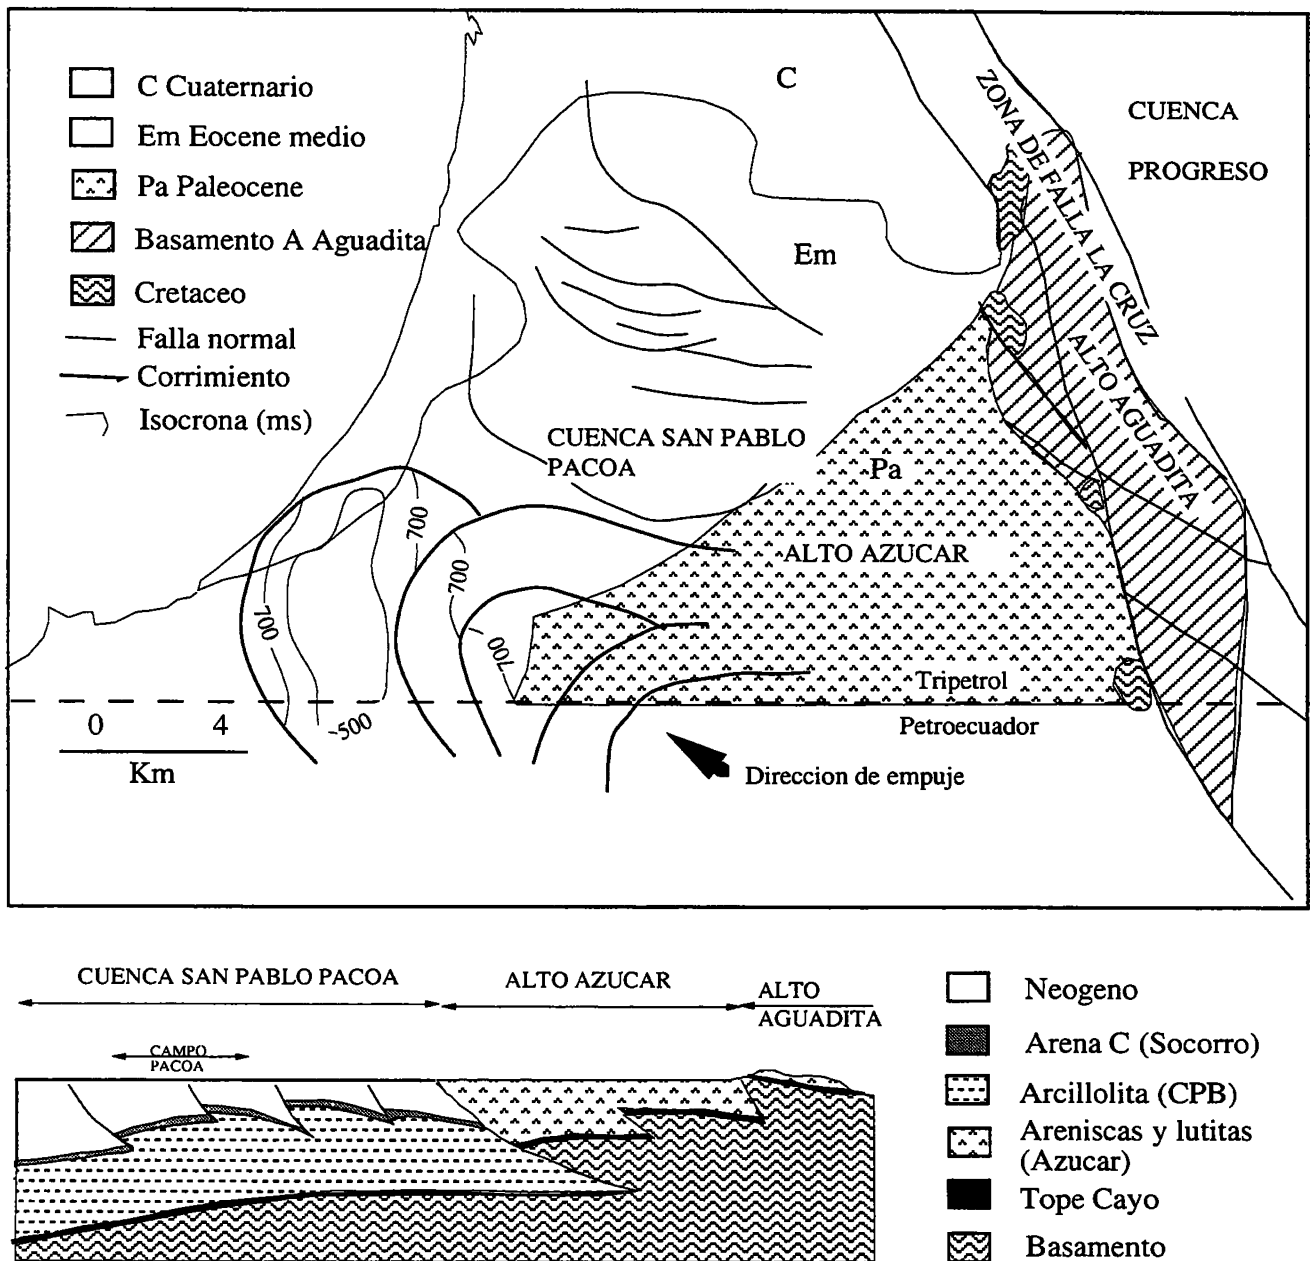 C Cuaternario
Em Eocene medio
Pa Paleocene
Basamento A Aguadita
Cretaceo
Falla normal
Corrimiento
Isocrona (ms)
C
ZONA DE FALLA LA CRUZ
CUENCA
PROGRESO
Em
ALTO AGUADITA
CUENCA SAN PABLO
PACOA
Pa
ALTO AZUCAR
700
700
700
700
500
Tripetrol
Petroecuador
0 4
Km
Direccion de empuje
CUENCA SAN PABLO PACOA
ALTO AZUCAR
ALTO
AGUADITA
CAMPO
PACOA
Neogeno
Arena C (Socorro)
Arcillolita (CPB)
Areniscas y lutitas
(Azucar)
Tope Cayo
Basamento